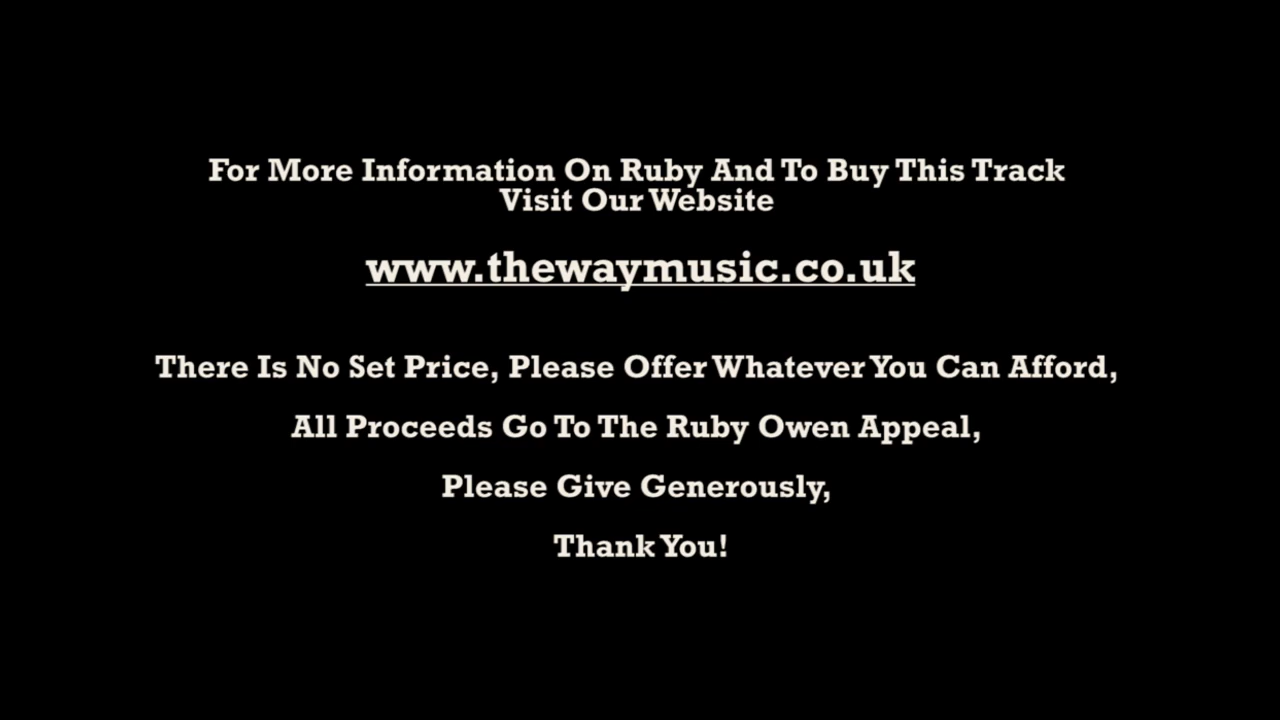 For More Information On Ruby And To Buy This Track
Visit Our Website
www.thewaymusic.co.uk
There Is No Set Price, Please Offer Whatever You Can Afford,
All Proceeds Go To The Ruby Owen Appeal,
Please Give Generously,
Thank You!